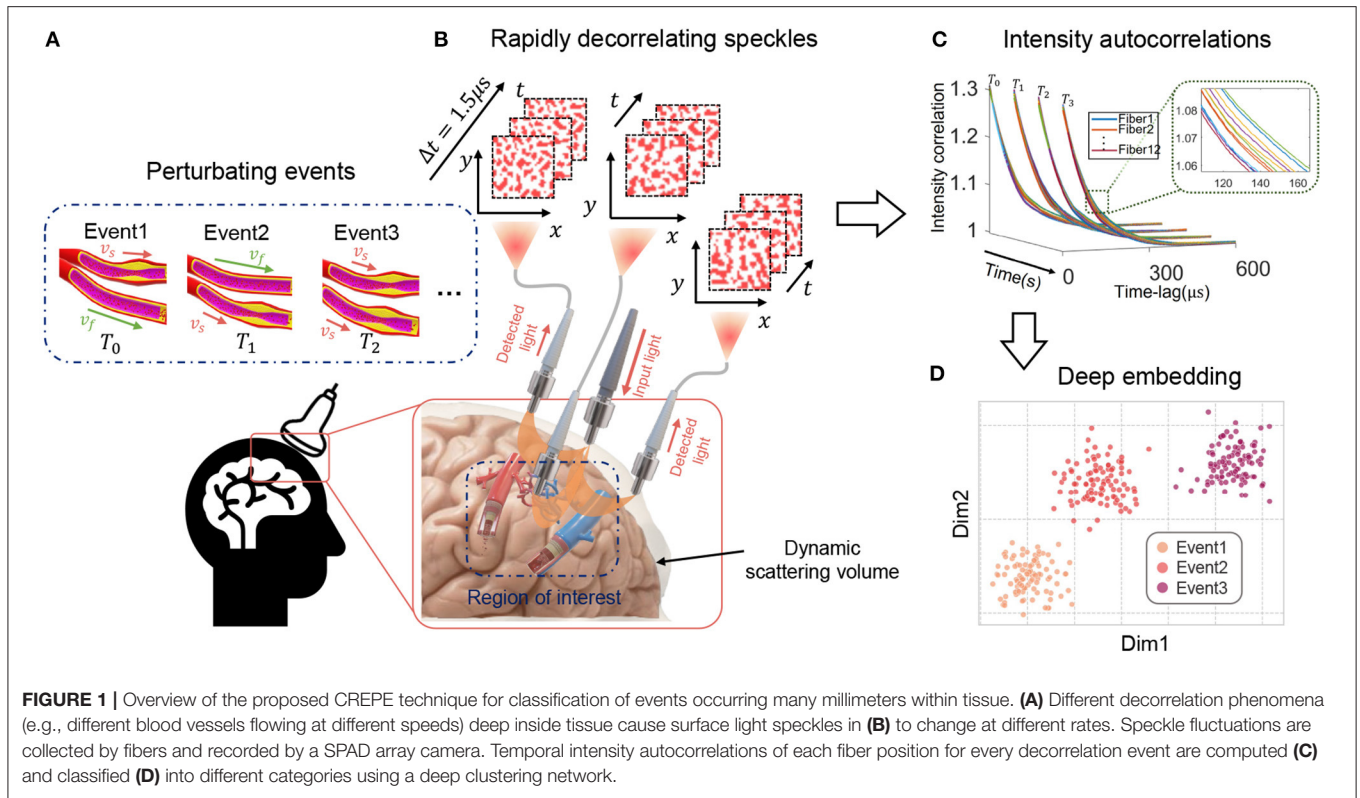 A
B
Rapidly decorrelating speckles
C
Intensity autocorrelations
Δt = 1.5μs
t
y
x
t
y
x
t
y
x
Perturbating events
Event1
Event2
Event3
v_s
v_f
v_s
v_f
v_s
v_s
...
T_0
T_1
T_2
Detected light
Input light
Detected light
Region of interest
Dynamic
scattering volume
Intensity correlation
1.3
1.2
1.1
1
T_0
T_1
T_2
T_3
Fiber1
Fiber2
⋮
Fiber12
1.08
1.07
1.06
120
140
160
Time(s)
0
300
600
Time-lag(μs)
D
Deep embedding
Dim2
Event1
Event2
Event3
Dim1
FIGURE 1 | Overview of the proposed CREPE technique for classification of events occurring many millimeters within tissue. (A) Different decorrelation phenomena
(e.g., different blood vessels flowing at different speeds) deep inside tissue cause surface light speckles in (B) to change at different rates. Speckle fluctuations are
collected by fibers and recorded by a SPAD array camera. Temporal intensity autocorrelations of each fiber position for every decorrelation event are computed (C)
and classified (D) into different categories using a deep clustering network.